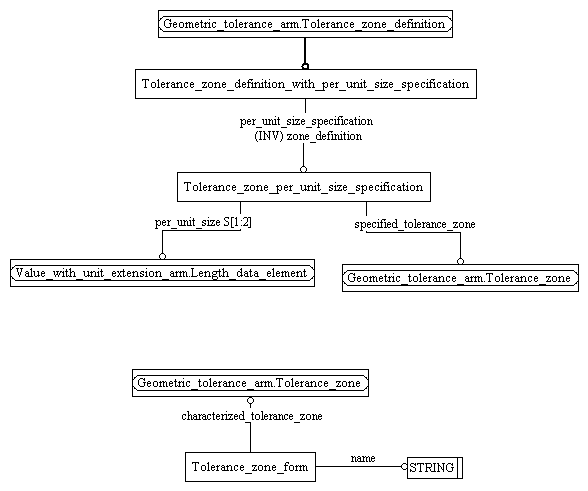 Geometric_tolerance_arm.Tolerance_zone_definition
Tolerance_zone_definition_with_per_unit_size_specification
per_unit_size_specification
(INV) zone_definition
Tolerance_zone_per_unit_size_specification
per_unit_size S[1:2]
specified_tolerance_zone
Value_with_unit_extension_arm.Length_data_element
Geometric_tolerance_arm.Tolerance_zone
Geometric_tolerance_arm.Tolerance_zone
characterized_tolerance_zone
name
Tolerance_zone_form
STRING